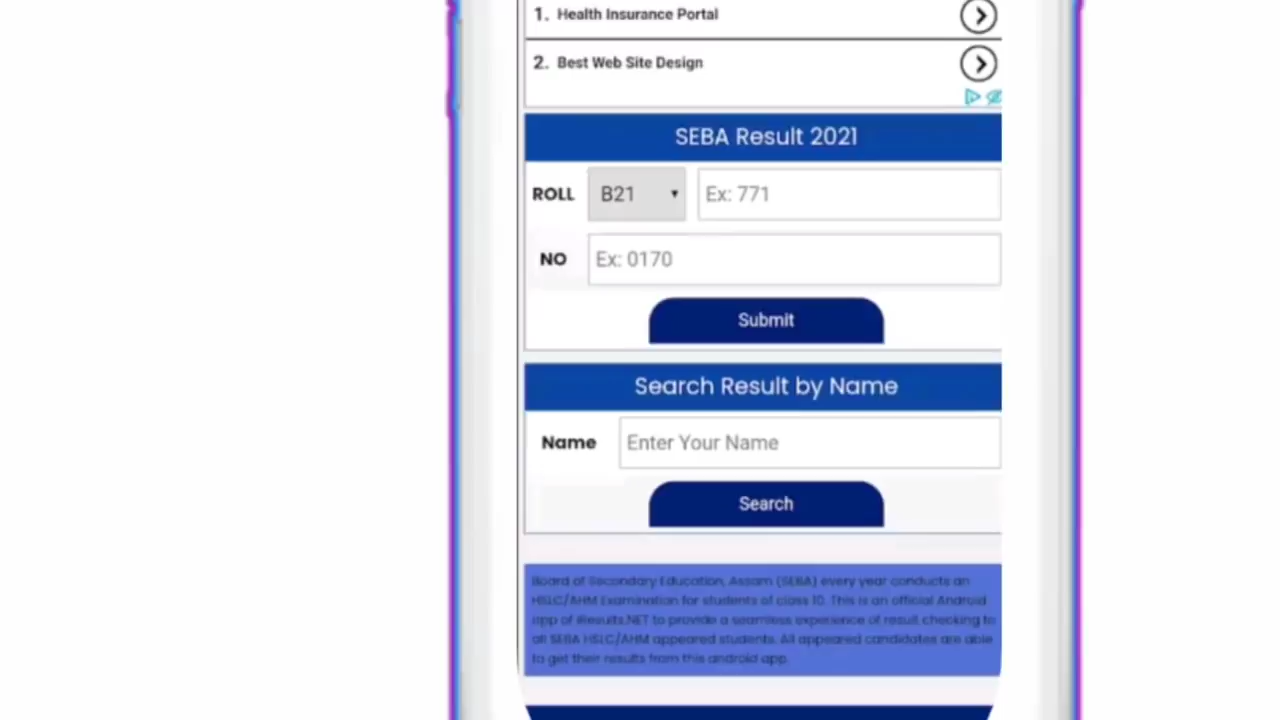 1. Health Insurance Portal
2. Best Web Site Design
SEBA Result 2021
ROLL B21 Ex: 771
NO Ex: 0170
Submit
Search Result by Name
Name Enter Your Name
Search
Board of Secondary Education, Assam (SEBA) every year conducts an
HSLC/AHM Examination for students of class 10. This is an official Android
app of iResults.NET to provide a seamless experience of result checking to
all SEBA HSLC/AHM appeared students. All appeared candidates are able
to get their results from this android app.